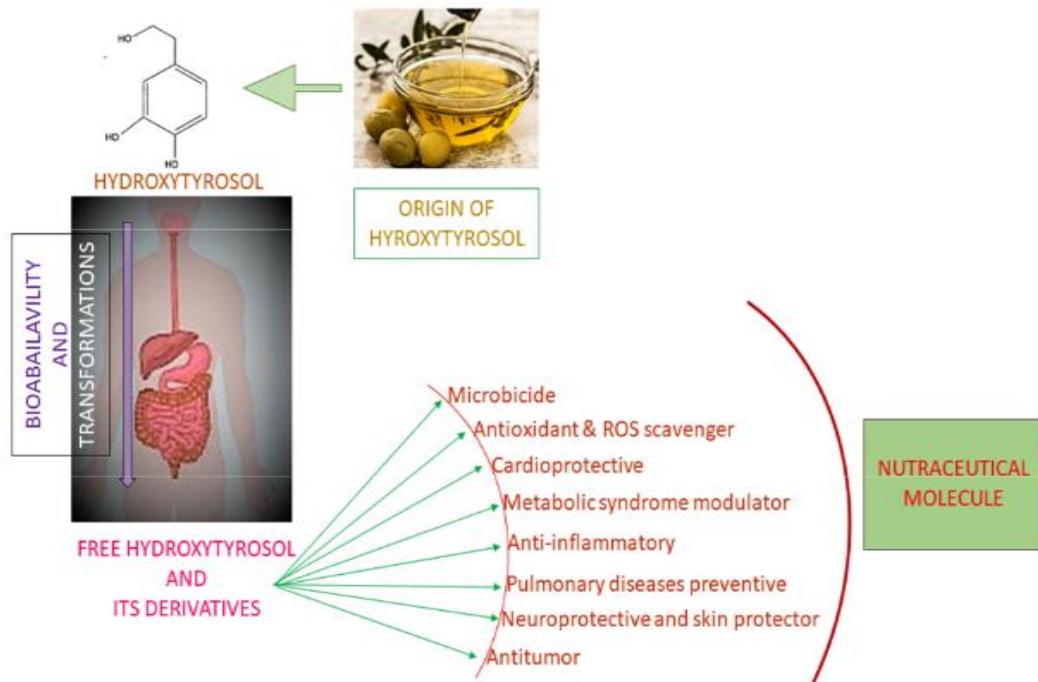 HO
HO
HO
HYDROXYTYROSOL
ORIGIN OF
HYROXYTYROSOL
BIOABAILAVILITY
AND
TRANSFORMATIONS
FREE HYDROXYTYROSOL
AND
ITS DERIVATIVES
Microbicide
Antioxidant & ROS scavenger
Cardioprotective
Metabolic syndrome modulator
Anti-inflammatory
Pulmonary diseases preventive
Neuroprotective and skin protector
Antitumor
NUTRACEUTICAL
MOLECULE